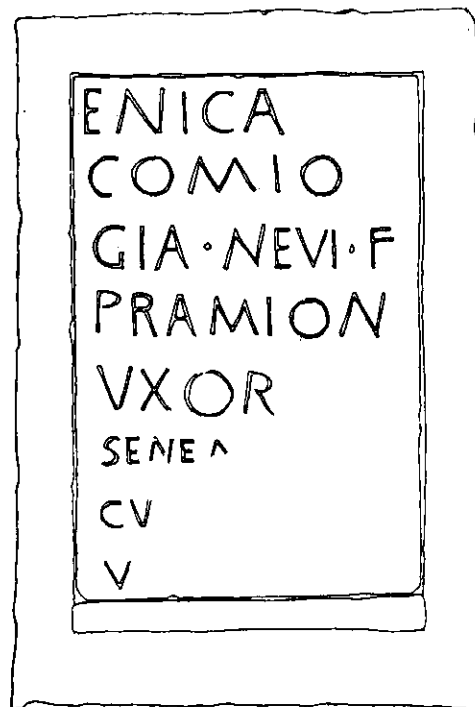 ENICA
COMIO
GIA·NEVI·F
PRAMION
VXOR
SENE Λ
CV
V